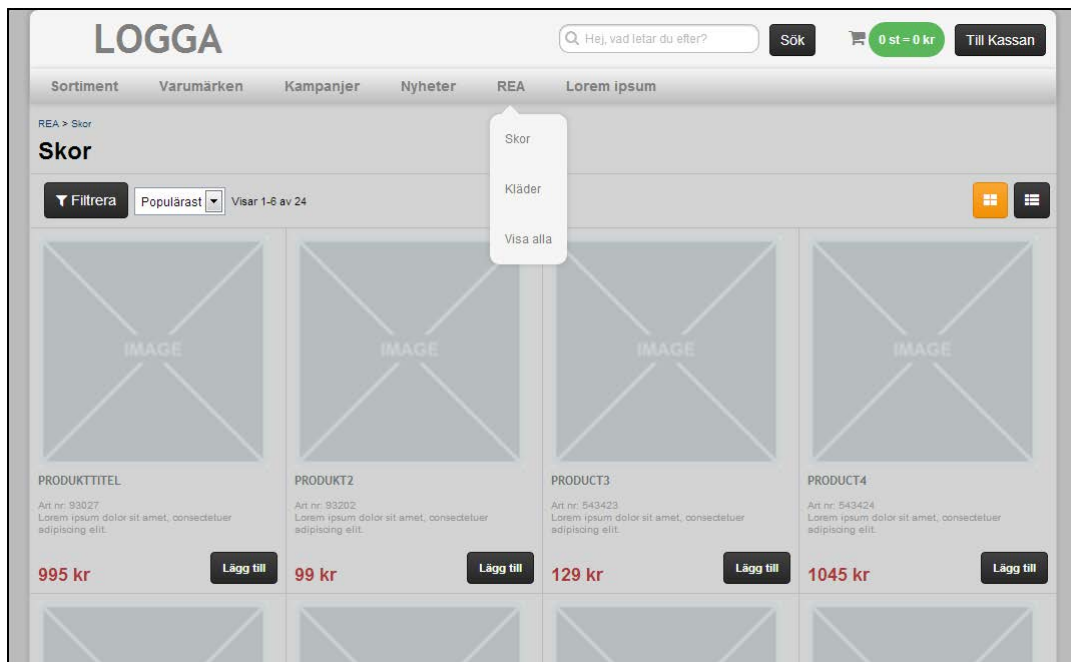 LOGGA
Hej, vad letar du efter?
Sök
0 st = 0 kr
Till Kassan
Sortiment Varumärken Kampanjer Nyheter REA Lorem ipsum
REA > Skor
Skor
Skor
Kläder
Visa alla
Filtrera
Populärast
Visar 1-6 av 24
IMAGE IMAGE IMAGE IMAGE
PRODUKTTITEL
Art nr: 93027
Lorem ipsum dolor sit amet, consectetuer
adipiscing elit.
995 kr
Lägg till
PRODUKT2
Art nr: 93202
Lorem ipsum dolor sit amet, consectetuer
adipiscing elit.
99 kr
Lägg till
PRODUCT3
Art nr: 543423
Lorem ipsum dolor sit amet, consectetuer
adipiscing elit.
129 kr
Lägg till
PRODUCT4
Art nr: 543424
Lorem ipsum dolor sit amet, consectetuer
adipiscing elit.
1045 kr
Lägg till